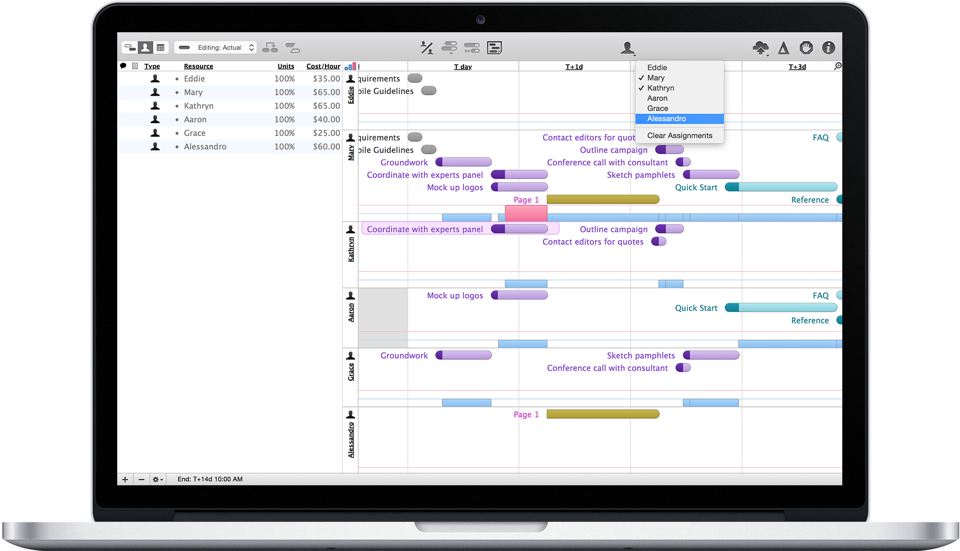 Editing: Actual
Type Resource Units Cost/Hour
Eddie 100% $35.00
Mary 100% $65.00
Kathryn 100% $65.00
Aaron 100% $40.00
Grace 100% $25.00
Alessandro 100% $60.00
T day T+1d T+3d
Eddie
Mary
Kathryn
Aaron
Grace
Alessandro
Clear Assignments
Eddie
quirements
bile Guidelines
Mary
quirements
bile Guidelines
Contact editors for quot
FAQ
Outline campaign
Groundwork
Conference call with consultant
Coordinate with experts panel
Sketch pamphlets
Mock up logos
Quick Start
Page 1
Reference
Kathryn
Coordinate with experts panel
Outline campaign
Contact editors for quotes
Aaron
Mock up logos
FAQ
Quick Start
Reference
Grace
Groundwork
Sketch pamphlets
Conference call with consultant
Alessandro
Page 1
End: T+14d 10:00 AM